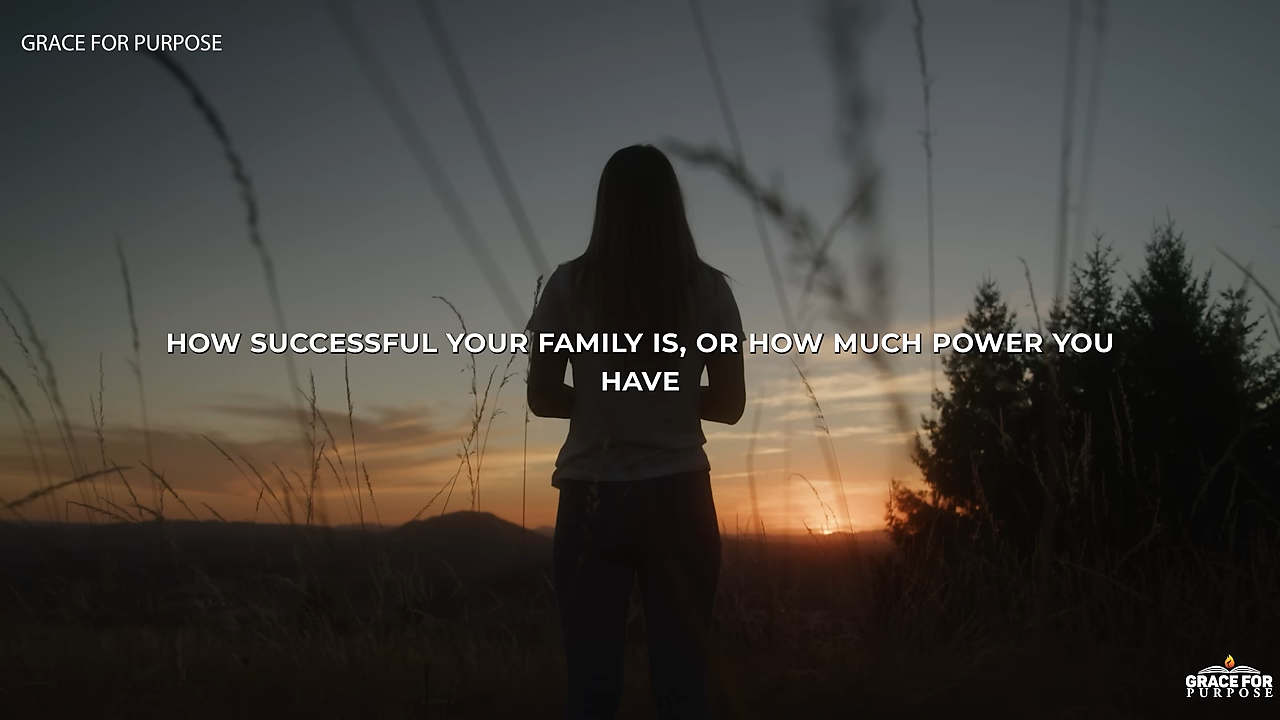 GRACE FOR PURPOSE
HOW SUCCESSFUL YOUR FAMILY IS, OR HOW MUCH POWER YOU
HAVE
GRACE FOR
PURPOSE